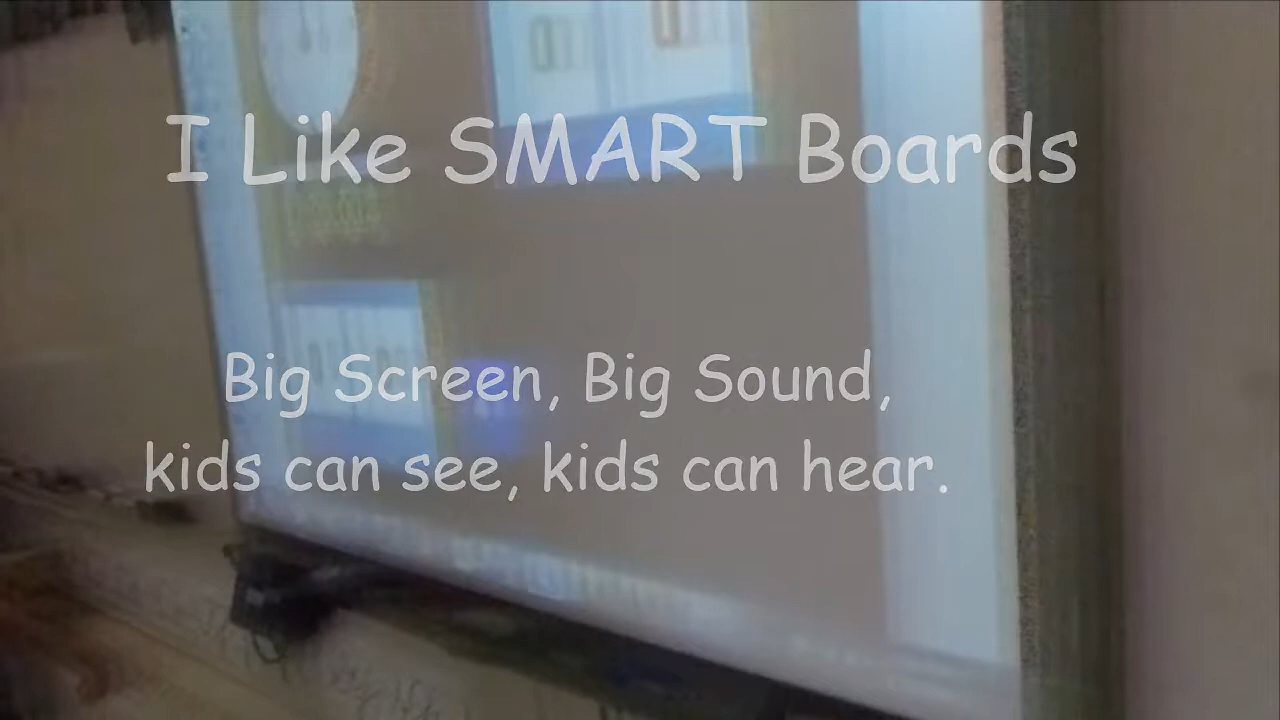 I Like SMART Boards
Big Screen, Big Sound,
kids can see, kids can hear.